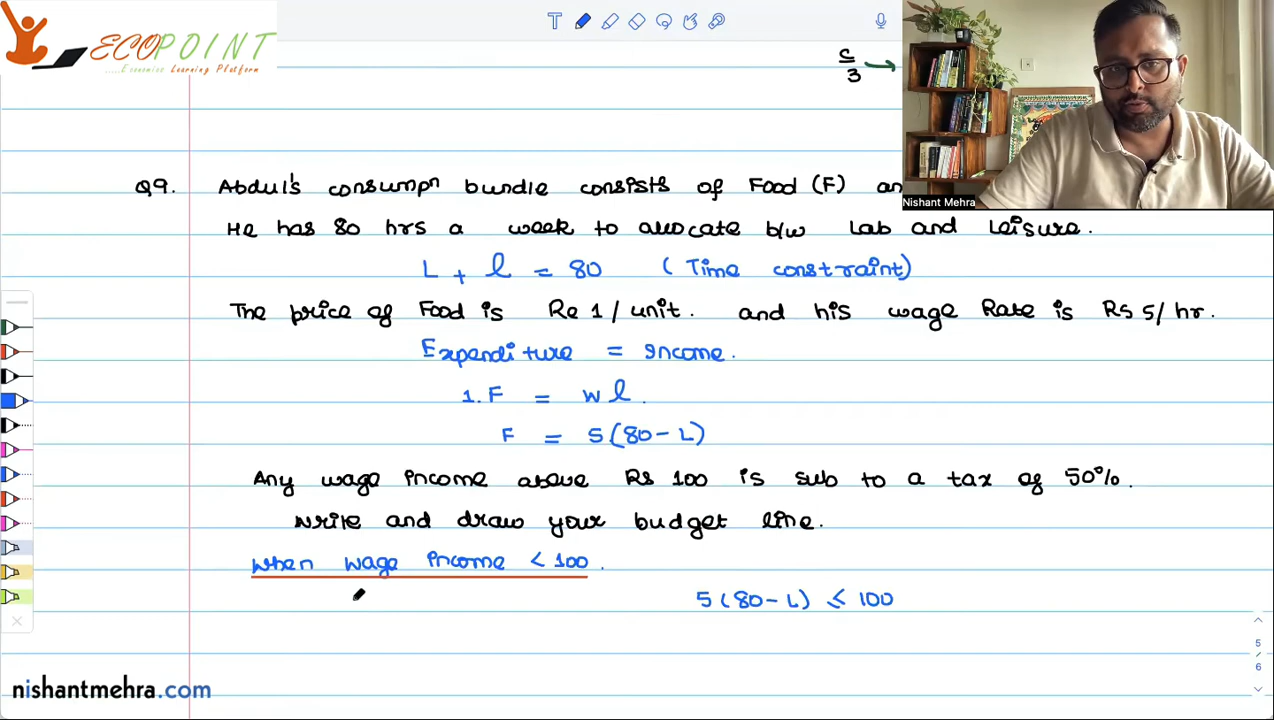 ECOPOINT
.....Economics Learning Platform
5/3 →
Nishant Mehra
Q9. Abdul's consumpn bundle consists of Food (F) an
He has 80 hrs a week to allocate b/w Lab and Leisure.
L + l = 80 (Time constraint)
The price of Food is Re 1/unit. and his wage Rate is Rs 5/hr.
Expenditure = income.
1.F = wl.
F = 5(80-L)
Any wage income above Rs 100 is sub to a tax of 50%.
write and draw your budget line.
when wage income < 100.
5(80-L) ≤ 100
5
/
6
nishantmehra.com